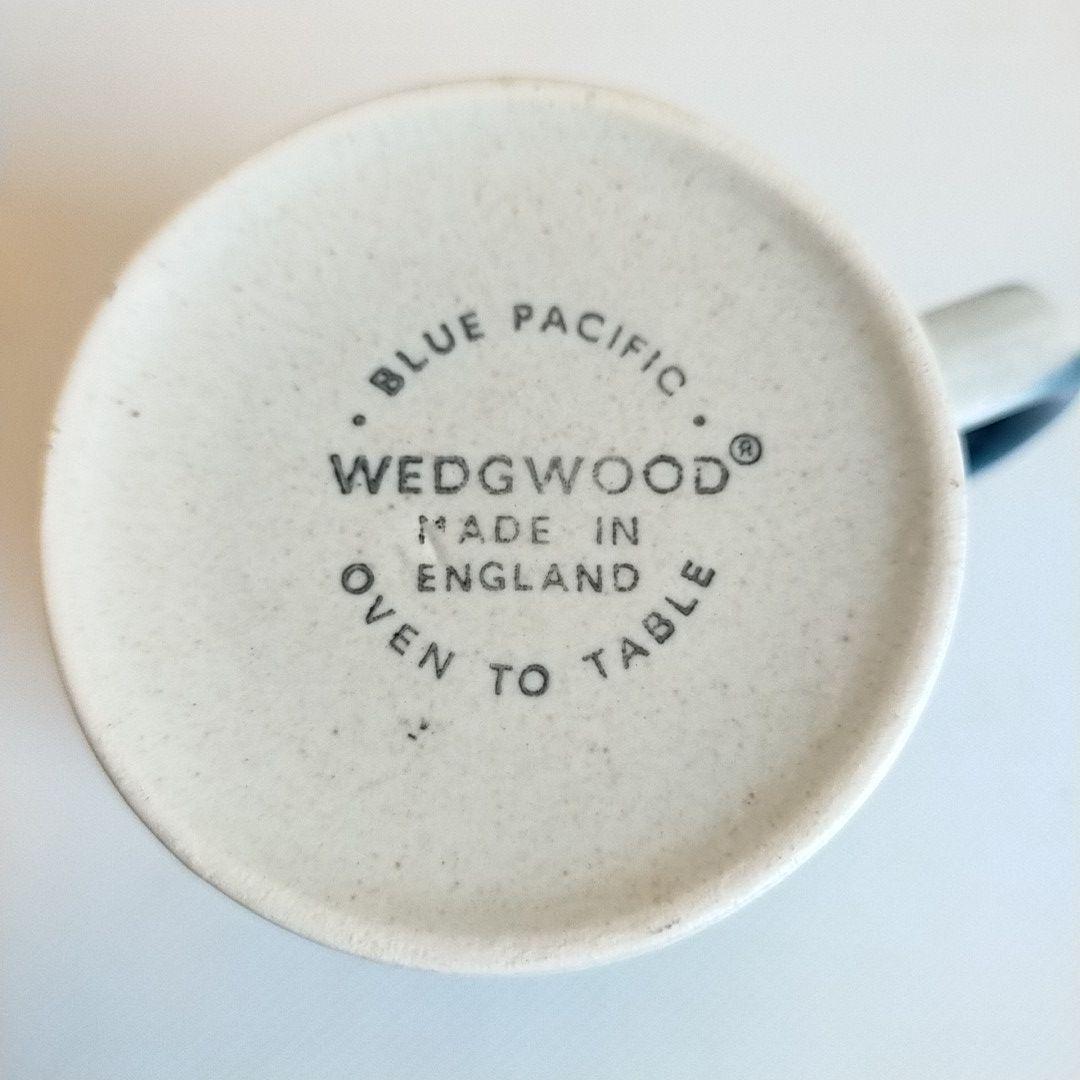 • BLUE PACIFIC •
WEDGWOOD®
MADE IN
ENGLAND
OVEN TO TABLE